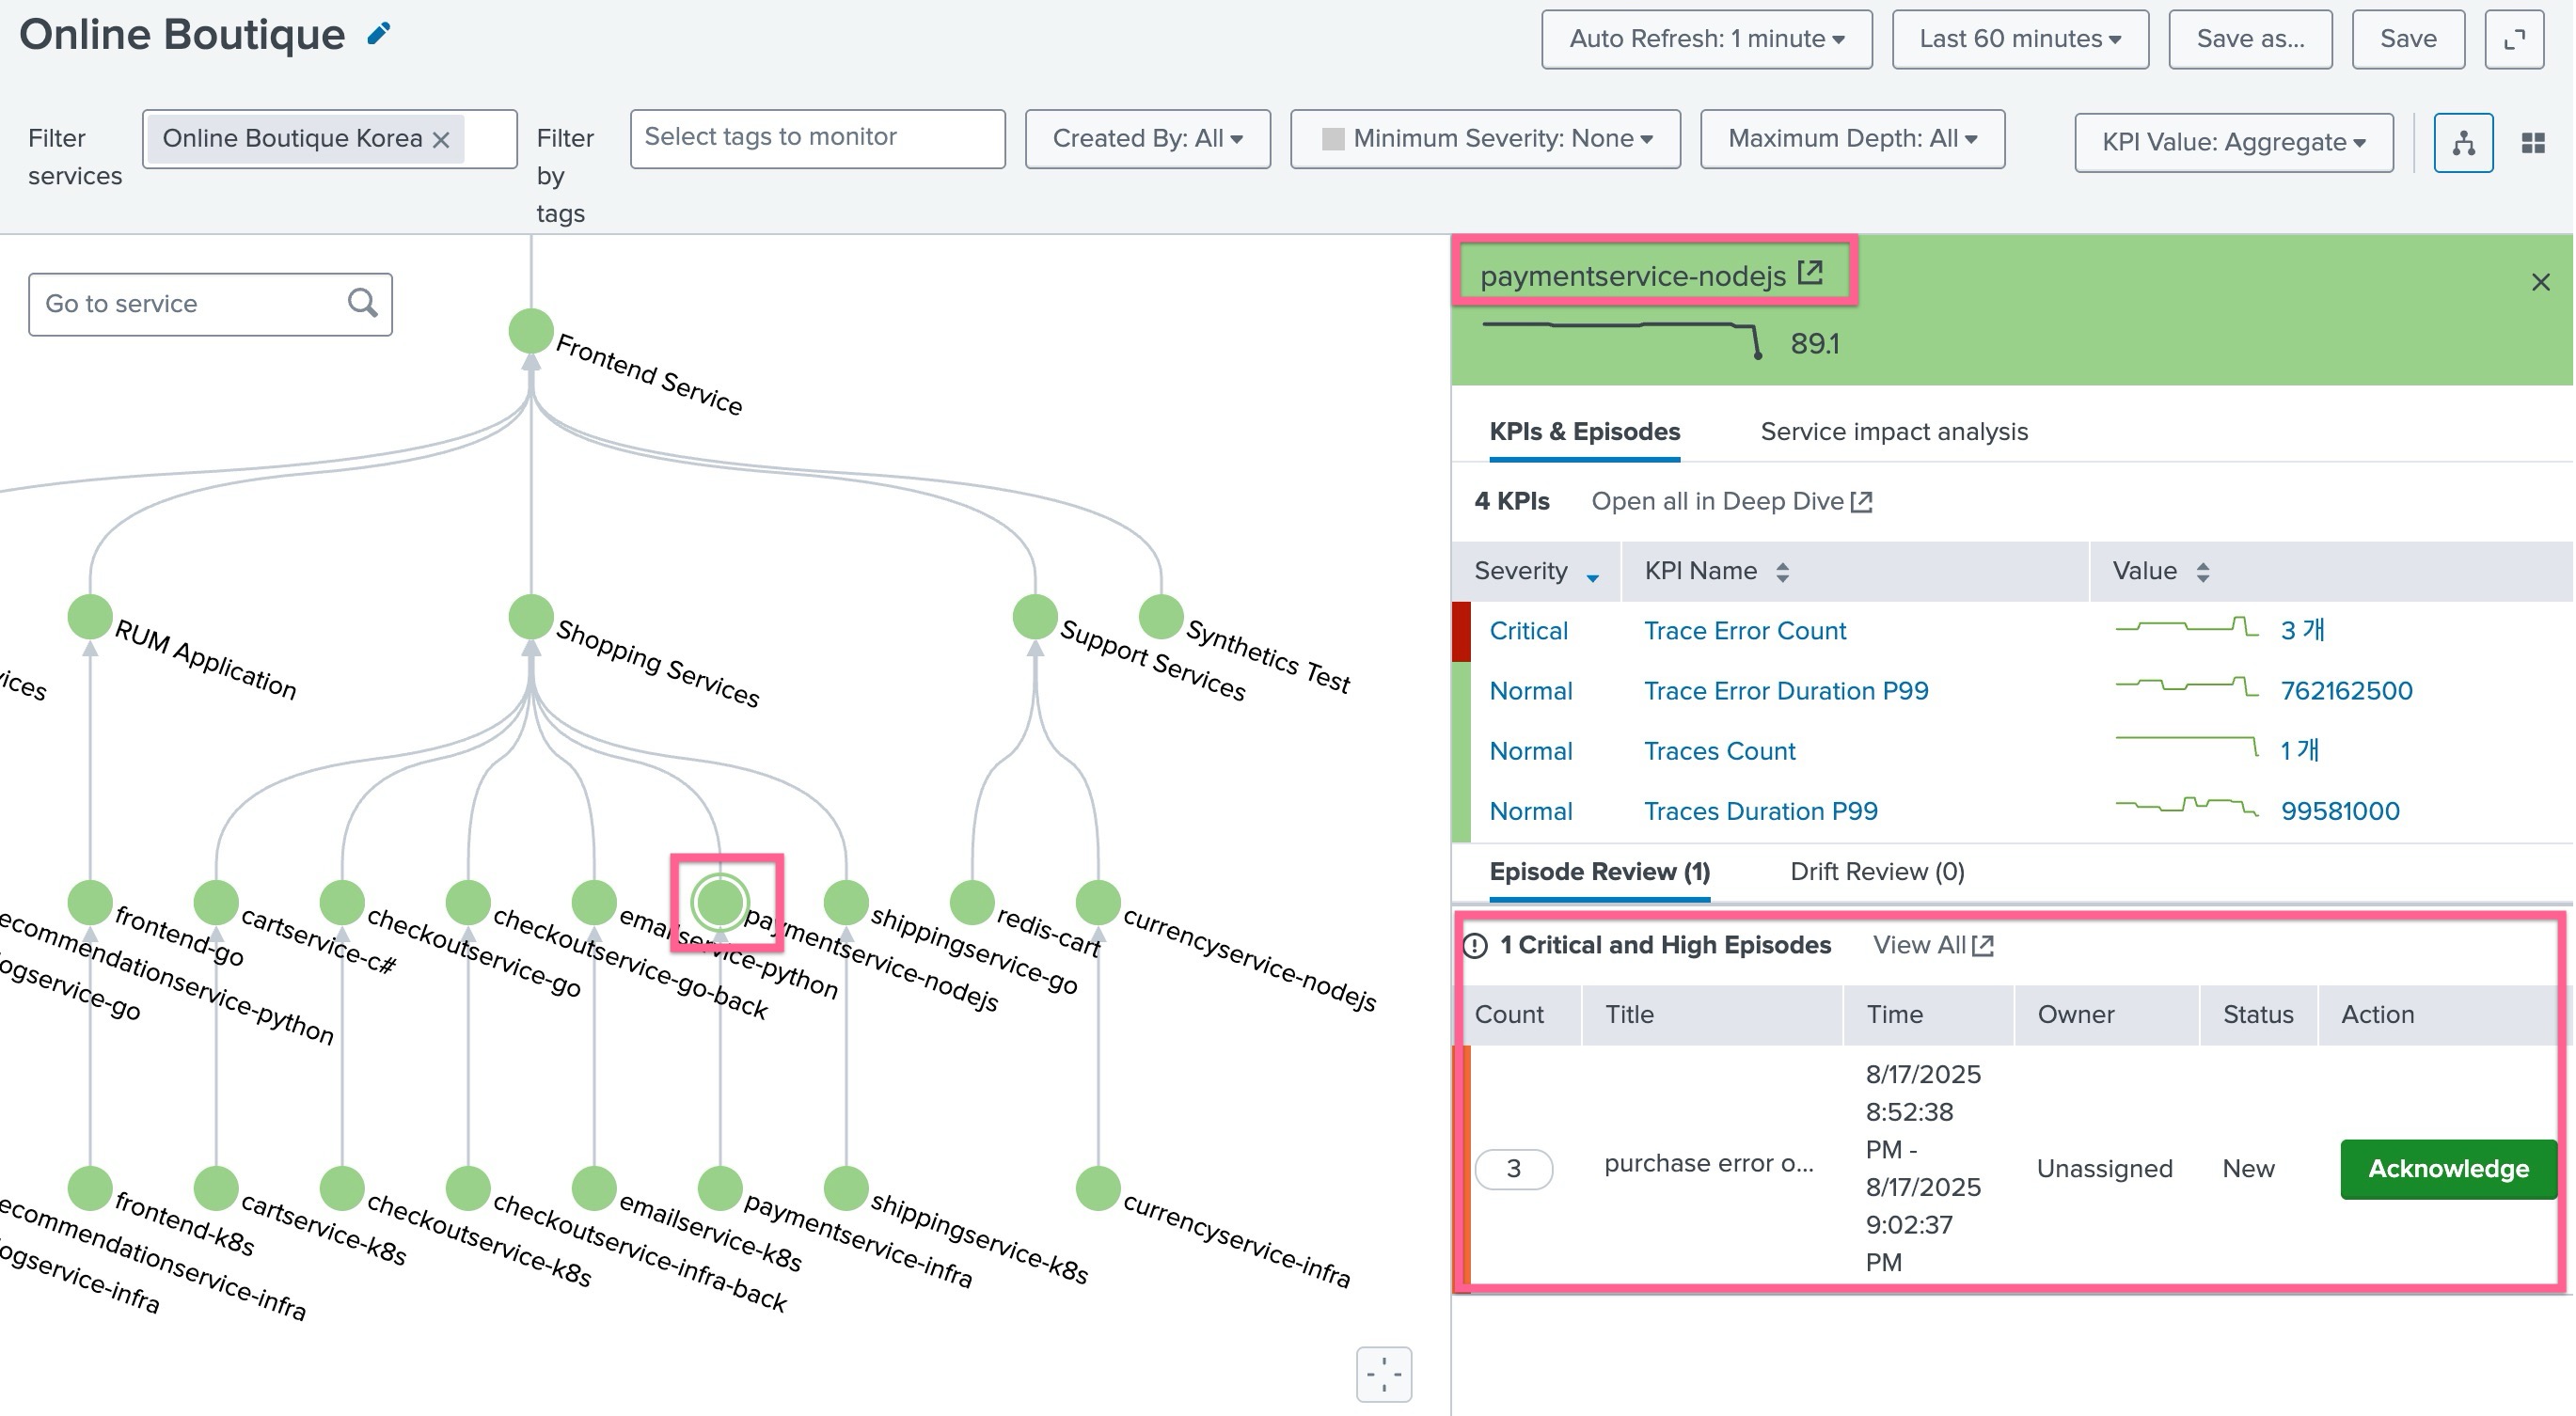 Online Boutique
Auto Refresh: 1 minute
Last 60 minutes
Save as...
Save
Filter services
Online Boutique Korea
Filter by tags
Select tags to monitor
Created By: All
Minimum Severity: None
Maximum Depth: All
KPI Value: Aggregate
Go to service
Frontend Service
RUM Application
Shopping Services
Support Services
Synthetics Test
frontend-go
cartservice-c#
checkoutservice-go
checkoutservice-go-back
emailservice-python
paymentservice-nodejs
shippingservice-go
redis-cart
currencyservice-nodejs
ecommendationservice-python
ogservice-go
frontend-k8s
cartservice-k8s
checkoutservice-k8s
checkoutservice-infra-back
emailservice-k8s
paymentservice-infra
shippingservice-k8s
currencyservice-infra
ecommendationservice-infra
ogservice-infra
paymentservice-nodejs
89.1
KPIs & Episodes
Service impact analysis
4 KPIs
Open all in Deep Dive
Severity
KPI Name
Value
Critical
Trace Error Count
3 개
Normal
Trace Error Duration P99
762162500
Normal
Traces Count
1 개
Normal
Traces Duration P99
99581000
Episode Review (1)
Drift Review (0)
1 Critical and High Episodes
View All
Count
Title
Time
Owner
Status
Action
3
purchase error o...
8/17/2025
8:52:38
PM -
8/17/2025
9:02:37
PM
Unassigned
New
Acknowledge